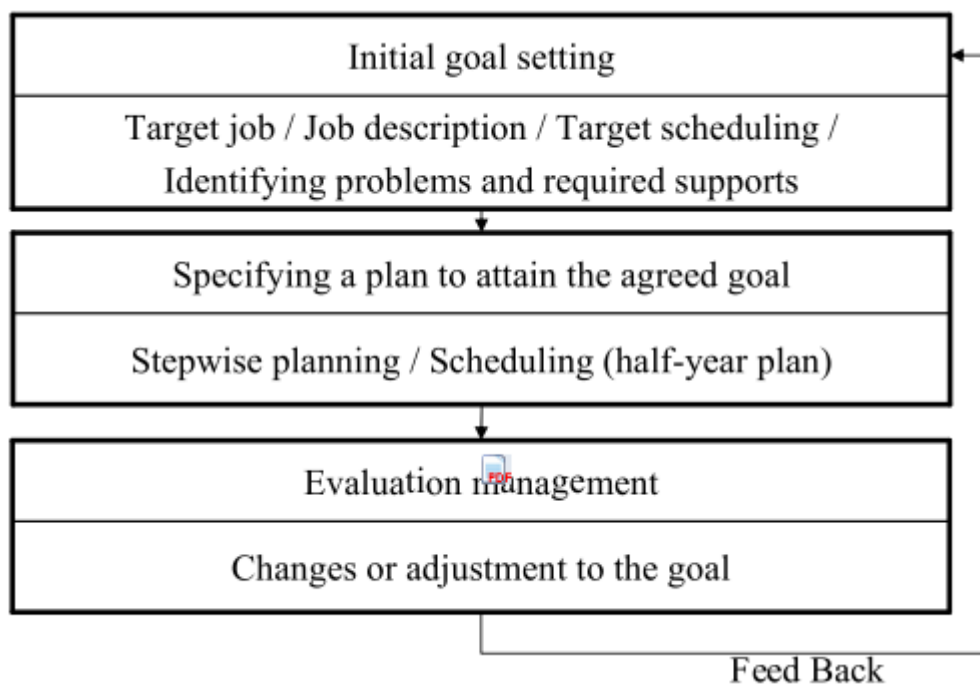 Initial goal setting
Target job / Job description / Target scheduling /
Identifying problems and required supports
Specifying a plan to attain the agreed goal
Stepwise planning / Scheduling (half-year plan)
Evaluation management
PDF
Changes or adjustment to the goal
Feed Back